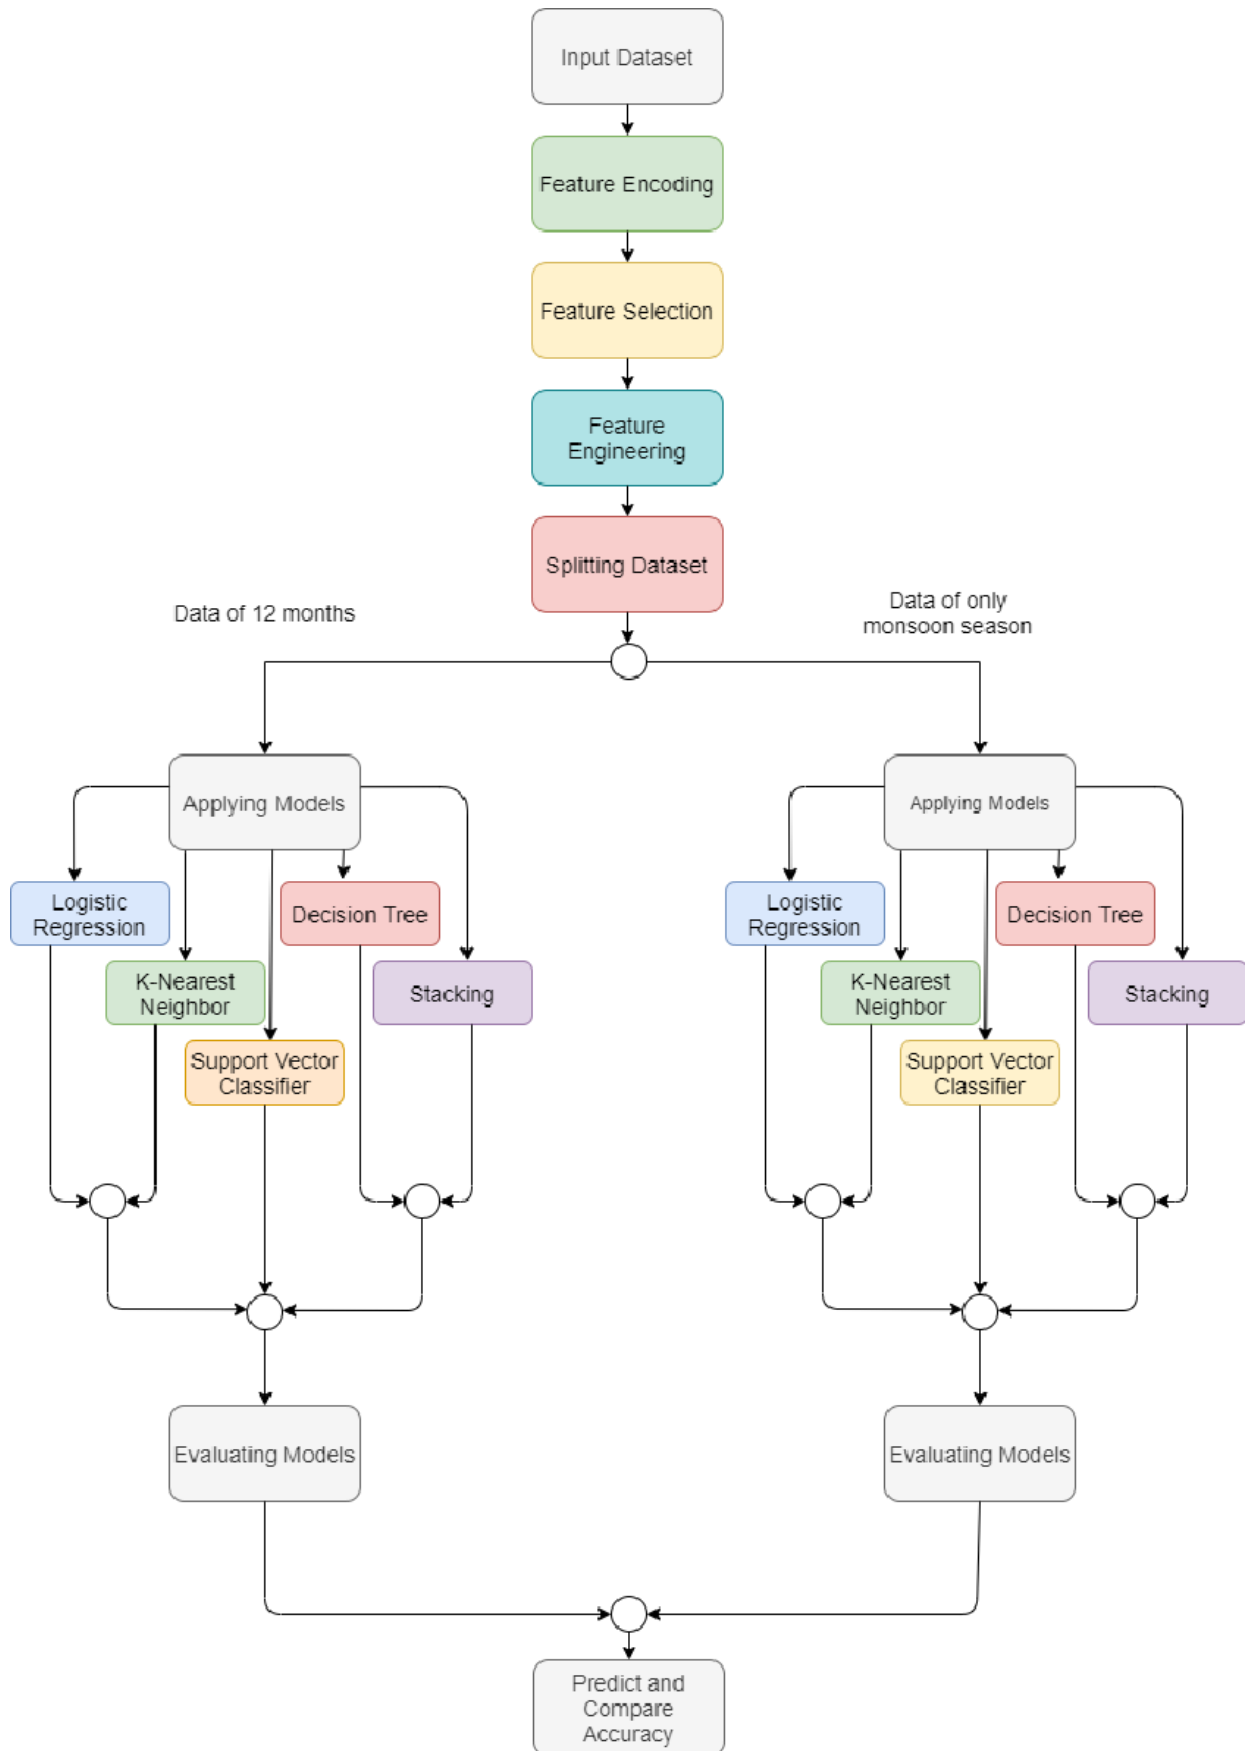 Input Dataset
Feature Encoding
Feature Selection
Feature
Engineering
Splitting Dataset
Data of 12 months
Data of only
monsoon season
Applying Models
Logistic
Regression
Decision Tree
K-Nearest
Neighbor
Stacking
Support Vector
Classifier
Evaluating Models
Applying Models
Logistic
Regression
Decision Tree
K-Nearest
Neighbor
Stacking
Support Vector
Classifier
Evaluating Models
Predict and
Compare
Accuracy